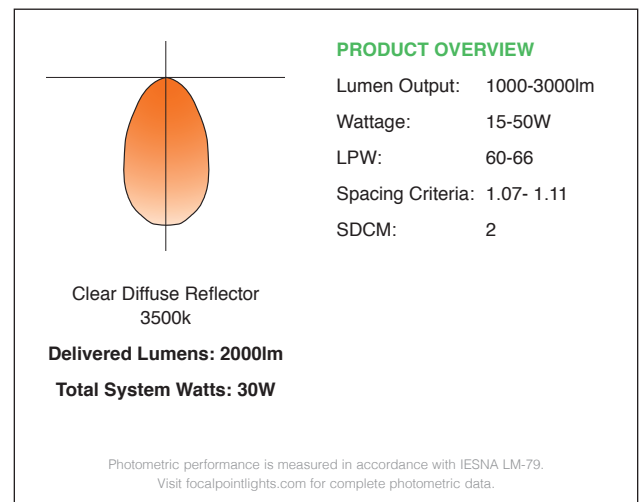 PRODUCT OVERVIEW
Lumen Output: 1000-3000lm
Wattage: 15-50W
LPW: 60-66
Spacing Criteria: 1.07- 1.11
SDCM: 2
Clear Diffuse Reflector
3500k
Delivered Lumens: 2000lm
Total System Watts: 30W
Photometric performance is measured in accordance with IESNA LM-79.
Visit focalpointlights.com for complete photometric data.